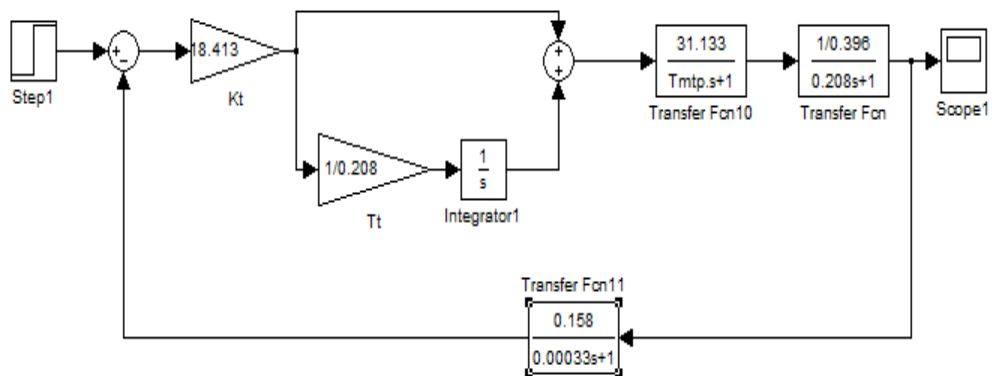 Step1
+
−
18.413
Kt
1/0.208
Tt
1
s
Integrator1
+
+
31.133
Tmtp.s+1
Transfer Fcn10
1/0.396
0.208s+1
Transfer Fcn
Scope1
Transfer Fcn11
0.158
0.00033s+1